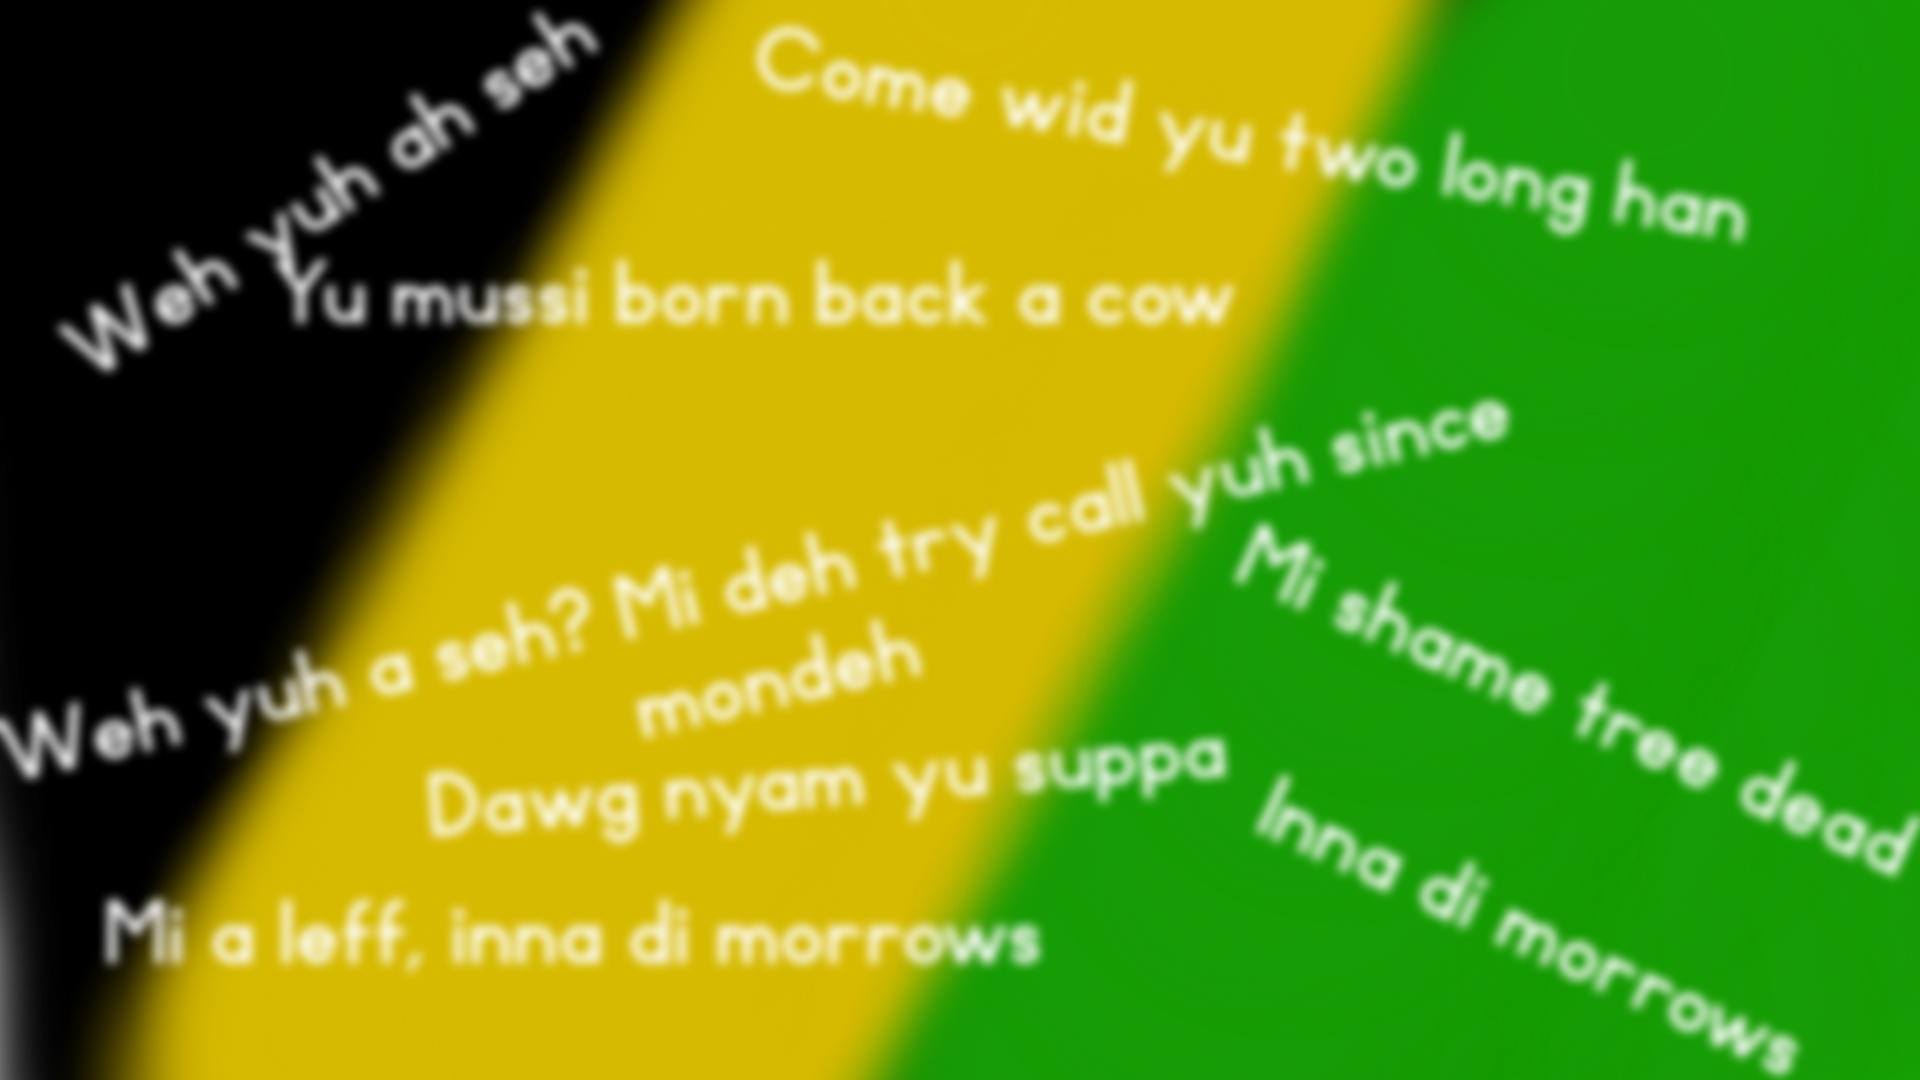 Weh yuh ah seh
Come wid yu two long han
Yu mussi born back a cow
Weh yuh a seh? Mi deh try call yuh since
mondeh
Mi shame tree dead
Dawg nyam yu suppa
Inna di morrows
Mi a leff, inna di morrows